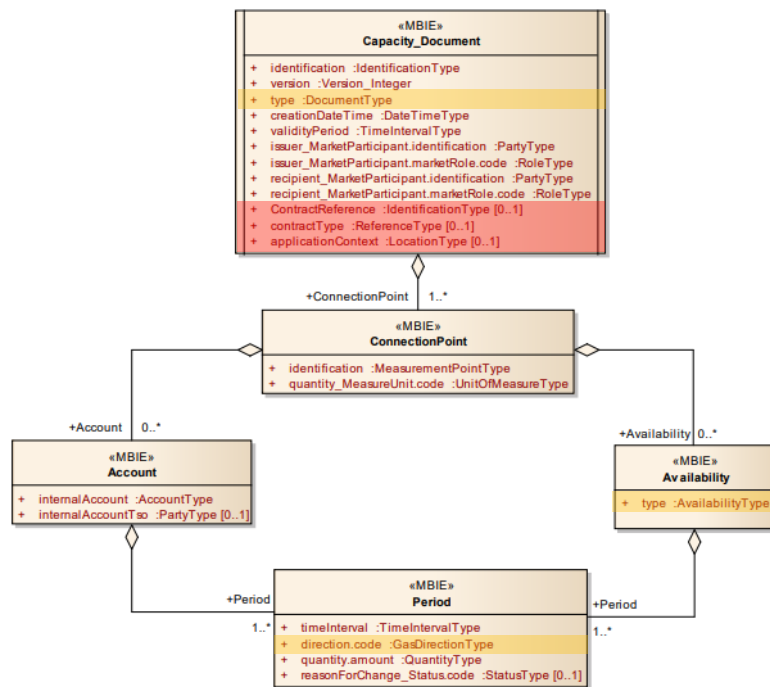 «MBIE»
Capacity_Document
+ identification :IdentificationType
+ version :Version_Integer
+ type :DocumentType
+ creationDateTime :DateTimeType
+ validityPeriod :TimeIntervalType
+ issuer_MarketParticipant.identification :PartyType
+ issuer_MarketParticipant.marketRole.code :RoleType
+ recipient_MarketParticipant.identification :PartyType
+ recipient_MarketParticipant.marketRole.code :RoleType
+ ContractReference :IdentificationType [0..1]
+ contractType :ReferenceType [0..1]
+ applicationContext :LocationType [0..1]
+ConnectionPoint 1..*
«MBIE»
ConnectionPoint
+ identification :MeasurementPointType
+ quantity_MeasureUnit.code :UnitOfMeasureType
+Account 0..*
+Availability 0..*
«MBIE»
Account
+ internalAccount :AccountType
+ internalAccountTso :PartyType [0..1]
«MBIE»
Availability
+ type :AvailabilityType
+Period
1..*
+Period
1..*
«MBIE»
Period
+ timeInterval :TimeIntervalType
+ direction.code :GasDirectionType
+ quantity.amount :QuantityType
+ reasonForChange_Status.code :StatusType [0..1]